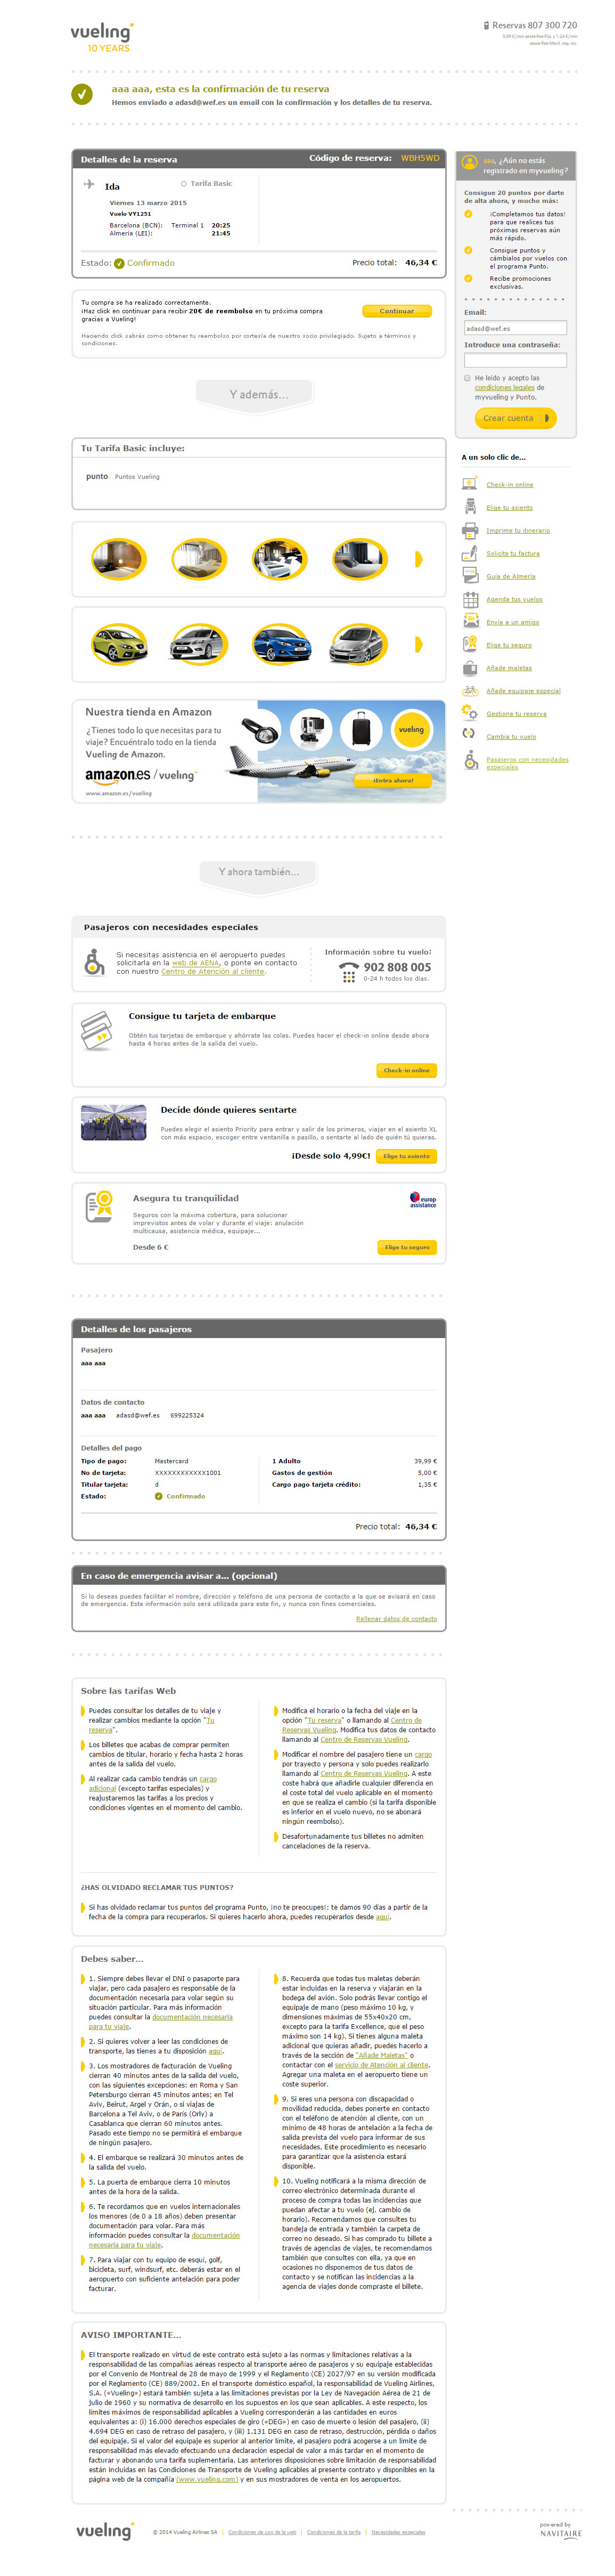 vueling
10 YEARS
Reservas 807 300 720
aaa aaa, esta es la confirmación de tu reserva
Hemos enviado a adasd@wef.es un email con la confirmación y los detalles de tu reserva.
Detalles de la reserva
Código de reserva: WBHSWD
Ida
Tarifa Basic
Viernes 13 marzo 2015
Vuelo VY1251
Barcelona (BCN): Terminal 1 20:25
Almería (LEI): 21:45
Estado: Confirmado
Precio total: 46,34 €
Tu compra se ha realizado correctamente.
¡Haz click en continuar para recibir 20€ de reembolso en tu próxima compra
gracias a Vueling!
Continuar
Haciendo click sabrás como obtener tu reembolso por cortesía de nuestro socio privilegiado. Sujeto a términos y
condiciones.
Y además...
Tu Tarifa Basic incluye:
punto. Puntos Vueling
Nuestra tienda en Amazon
¿Tienes todo lo que necesitas para tu
viaje? Encuéntralo todo en la tienda
Vueling de Amazon.
amazon.es / vueling
www.amazon.es/vueling
vueling
¡Entra ahora!
aaa, ¿Aún no estás
registrado en myvueling?
Consigue 20 puntos por darte
de alta ahora, y mucho más:
¡Completamos tus datos!
para que realices tus
próximas reservas aún
más rápido.
Consigue puntos y
cámbialos por vuelos con
el programa Punto.
Recibe promociones
exclusivas.
Email:
adasd@wef.es
Introduce una contraseña:
He leído y acepto las
condiciones legales de
myvueling y Punto.
Crear cuenta
A un solo clic de...
Check-in online
Elige tu asiento
Imprime tu itinerario
Solicita tu factura
Guía de Almería
Agenda tus vuelos
Envía a un amigo
Elige tu seguro
Añade maletas
Añade equipaje especial
Gestiona tu reserva
Cambia tu vuelo
Pasajeros con necesidades
especiales
Y ahora también...
Pasajeros con necesidades especiales
Si necesitas asistencia en el aeropuerto puedes
solicitarla en la web de AENA, o ponte en contacto
con nuestro Centro de Atención al cliente.
Información sobre tu vuelo:
902 808 005
0-24 h todos los días.
Consigue tu tarjeta de embarque
Obtén tus tarjetas de embarque y ahórrate las colas. Puedes hacer el check-in online desde ahora
hasta 4 horas antes de la salida del vuelo.
Check-in online
Decide dónde quieres sentarte
Puedes elegir el asiento Priority para entrar y salir de los primeros, viajar en el asiento XL
con más espacio, escoger entre ventanilla o pasillo, o sentarte al lado de quién tú quieras.
¡Desde solo 4,99€!
Elige tu asiento
Asegura tu tranquilidad
Seguros con la máxima cobertura, para solucionar
imprevistos antes de volar y durante el viaje: anulación
multicausa, asistencia médica, equipaje...
Desde 6 €
europ
assistance
Elige tu seguro
Detalles de los pasajeros
Pasajero
aaa aaa
Datos de contacto
aaa aaa adasd@wef.es 699225324
Detalles del pago
Tipo de pago: Mastercard
No de tarjeta: XXXXXXXXXXXX1001
Titular tarjeta: d
Estado: Confirmado
1 Adulto 39,99 €
Gastos de gestión 5,00 €
Cargo pago tarjeta crédito: 1,35 €
Precio total: 46,34 €
En caso de emergencia avisar a... (opcional)
Si lo deseas puedes facilitar el nombre, dirección y teléfono de una persona de contacto a la que se avisará en caso
de emergencia. Esta información solo será utilizada para este fin, y nunca con fines comerciales.
Rellenar datos de contacto
Sobre las tarifas Web
Puedes consultar los detalles de tu viaje y
realizar cambios mediante la opción "Tu
reserva".
Los billetes que acabas de comprar permiten
cambios de titular, horario y fecha hasta 2 horas
antes de la salida del vuelo.
Al realizar cada cambio tendrás un cargo
adicional (excepto tarifas especiales) y
reajustaremos las tarifas a los precios y
condiciones vigentes en el momento del cambio.
Modifica el horario o la fecha del viaje en la
opción "Tu reserva" o llamando al Centro de
Reservas Vueling. Modifica tus datos de contacto
llamando al Centro de Reservas Vueling.
Modificar el nombre del pasajero tiene un cargo
por trayecto y persona y solo puedes realizarlo
llamando al Centro de Reservas Vueling. A este
coste habrá que añadirle cualquier diferencia en
el coste total del vuelo aplicable en el momento
en que se realiza el cambio (si la tarifa disponible
es inferior en el vuelo nuevo, no se abonará
ningún reembolso).
Desafortunadamente tus billetes no admiten
cancelaciones de la reserva.
¿HAS OLVIDADO RECLAMAR TUS PUNTOS?
Si has olvidado reclamar tus puntos del programa Punto, ¡no te preocupes!: te damos 90 días a partir de la
fecha de la compra para recuperarlos. Si quieres hacerlo ahora, puedes recuperarlos desde aquí.
Debes saber...
1. Siempre debes llevar el DNI o pasaporte para
viajar, pero cada pasajero es responsable de la
documentación necesaria para volar según su
situación particular. Para más información
puedes consultar la documentación necesaria
para tu viaje.
2. Si quieres volver a leer las condiciones de
transporte, las tienes a tu disposición aquí.
3. Los mostradores de facturación de Vueling
cierran 40 minutos antes de la salida del vuelo,
con las siguientes excepciones: en Roma y San
Petersburgo cierran 45 minutos antes; en Tel
Aviv, Beirut, Argel y Orán, o si viajas de
Barcelona a Tel Aviv, o de París (Orly) a
Casablanca que cierran 60 minutos antes.
Pasado este tiempo no se permitirá el embarque
de ningún pasajero.
4. El embarque se realizará 30 minutos antes de
la salida del vuelo.
5. La puerta de embarque cierra 10 minutos
antes de la hora de la salida.
6. Te recordamos que en vuelos internacionales
los menores (de 0 a 18 años) deben presentar
documentación para volar. Para más
información puedes consultar la documentación
necesaria para tu viaje.
7. Para viajar con tu equipo de esquí, golf,
bicicleta, surf, windsurf, etc. deberás estar en el
aeropuerto con suficiente antelación para poder
facturar.
8. Recuerda que todas tus maletas deberán
estar incluidas en la reserva y viajarán en la
bodega del avión. Solo podrás llevar contigo el
equipaje de mano (peso máximo 10 kg, y
dimensiones máximas de 55x40x20 cm,
excepto para la tarifa Excellence, que el peso
máximo son 14 kg). Si tienes alguna maleta
adicional que quieras añadir, puedes hacerlo a
través de la sección de "Añade Maletas" o
contactar con el servicio de Atención al cliente.
Agregar una maleta en el aeropuerto tiene un
coste superior.
9. Si eres una persona con discapacidad o
movilidad reducida, debes ponerte en contacto
con el teléfono de atención al cliente, con un
mínimo de 48 horas de antelación a la fecha de
salida prevista del vuelo para informar de sus
necesidades. Este procedimiento es necesario
para garantizar que la asistencia estará
disponible.
10. Vueling notificará a la misma dirección de
correo electrónico determinada durante el
proceso de compra todas las incidencias que
puedan afectar a tu vuelo (ej. cambio de
horario). Recomendamos que consultes tu
bandeja de entrada y también la carpeta de
correo no deseado. Si has comprado tu billete a
través de agencias de viajes, te recomendamos
también que consultes con ella, ya que en
ocasiones no disponemos de tus datos de
contacto y se notifican las incidencias a la
agencia de viajes donde compraste el billete.
AVISO IMPORTANTE...
El transporte realizado en virtud de este contrato está sujeto a las normas y limitaciones relativas a la
responsabilidad de las compañías aéreas respecto al transporte aéreo de pasajeros y su equipaje establecidas
por el Convenio de Montreal de 28 de mayo de 1999 y el Reglamento (CE) 2027/97 en su versión modificada
por el Reglamento (CE) 889/2002. En el transporte doméstico español, la responsabilidad de Vueling Airlines,
S.A. («Vueling») estará también sujeta a las limitaciones previstas por la Ley de Navegación Aérea de 21 de
julio de 1960 y su normativa de desarrollo en los supuestos en los que sean aplicables. A este respecto, los
límites máximos de responsabilidad aplicables a Vueling corresponderán a las cantidades en euros
equivalentes a: (i) 16.000 derechos especiales de giro («DEG») en caso de muerte o lesión del pasajero, (ii)
4.694 DEG en caso de retraso del pasajero, y (iii) 1.131 DEG en caso de retraso, destrucción, pérdida o daños
del equipaje. Si el valor del equipaje es superior al anterior límite, el pasajero podrá acogerse a un límite de
responsabilidad más elevado efectuando una declaración especial de valor a más tardar en el momento de
facturar y abonando una tarifa suplementaria. Las anteriores disposiciones sobre limitación de responsabilidad
están incluidas en las Condiciones de Transporte de Vueling aplicables al presente contrato y disponibles en la
página web de la compañía (www.vueling.com) y en sus mostradores de venta en los aeropuertos.
vueling
© 2014 Vueling Airlines SA
Condiciones de uso de la web
Condiciones de la tarifa
Necesidades especiales
powered by
NAVITAIRE